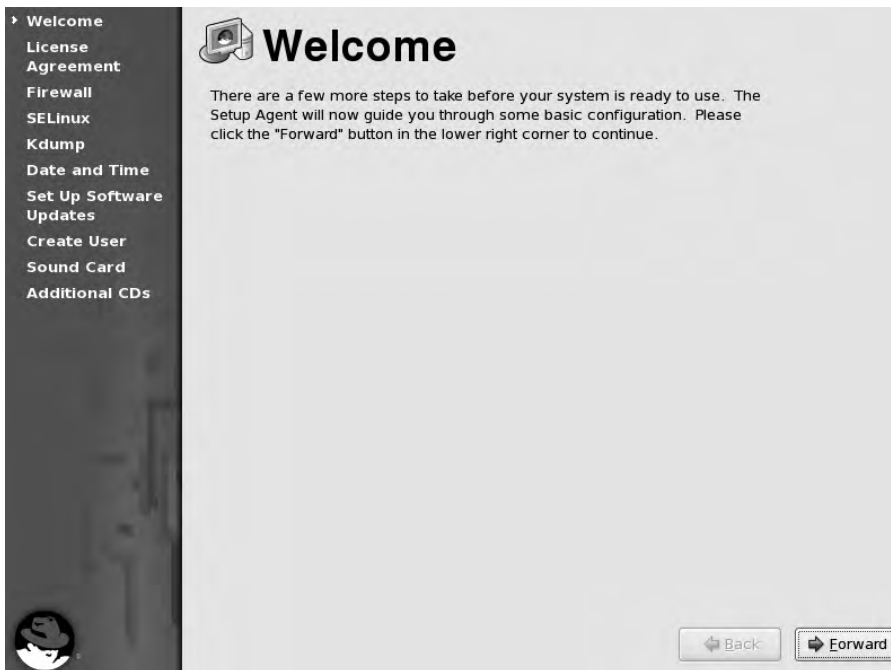 Welcome
License
Agreement
Firewall
SELinux
Kdump
Date and Time
Set Up Software
Updates
Create User
Sound Card
Additional CDs
Welcome
There are a few more steps to take before your system is ready to use. The
Setup Agent will now guide you through some basic configuration. Please
click the "Forward" button in the lower right corner to continue.
Back
Forward